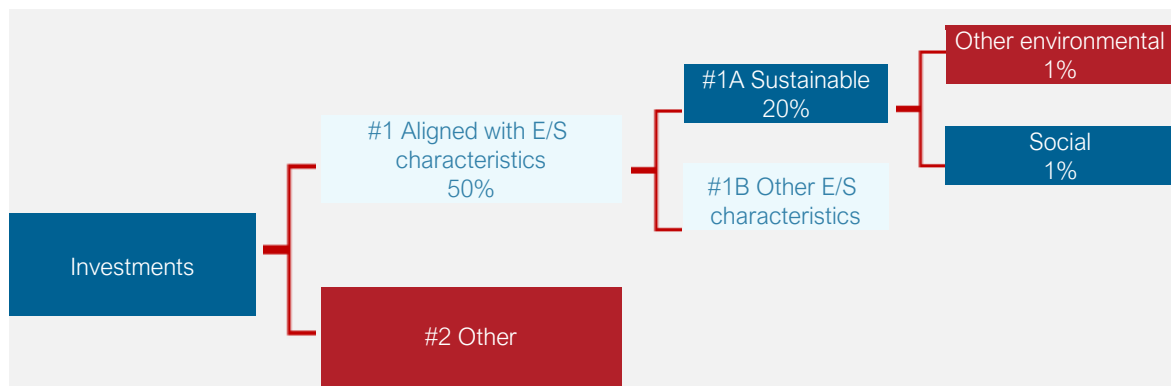 Investments
#1 Aligned with E/S
characteristics
50%
#2 Other
#1A Sustainable
20%
#1B Other E/S
characteristics
Other environmental
1%
Social
1%